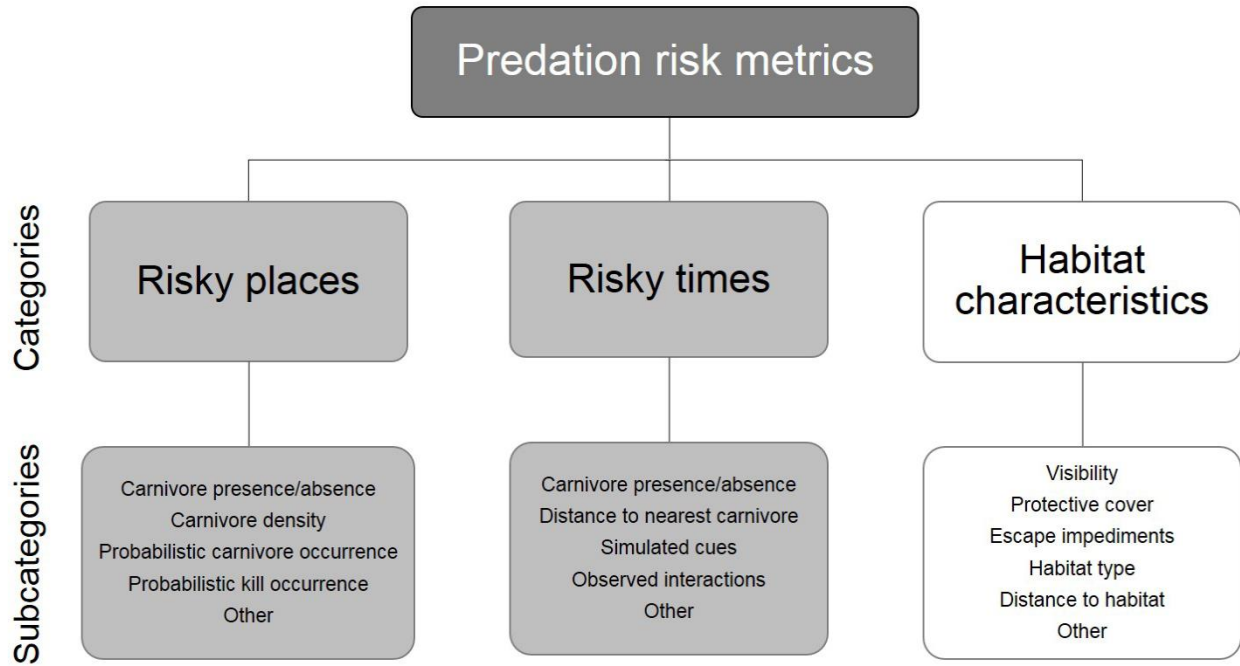 Predation risk metrics
Categories
Risky places
Risky times
Habitat
characteristics
Subcategories
Carnivore presence/absence
Carnivore density
Probabilistic carnivore occurrence
Probabilistic kill occurrence
Other
Carnivore presence/absence
Distance to nearest carnivore
Simulated cues
Observed interactions
Other
Visibility
Protective cover
Escape impediments
Habitat type
Distance to habitat
Other